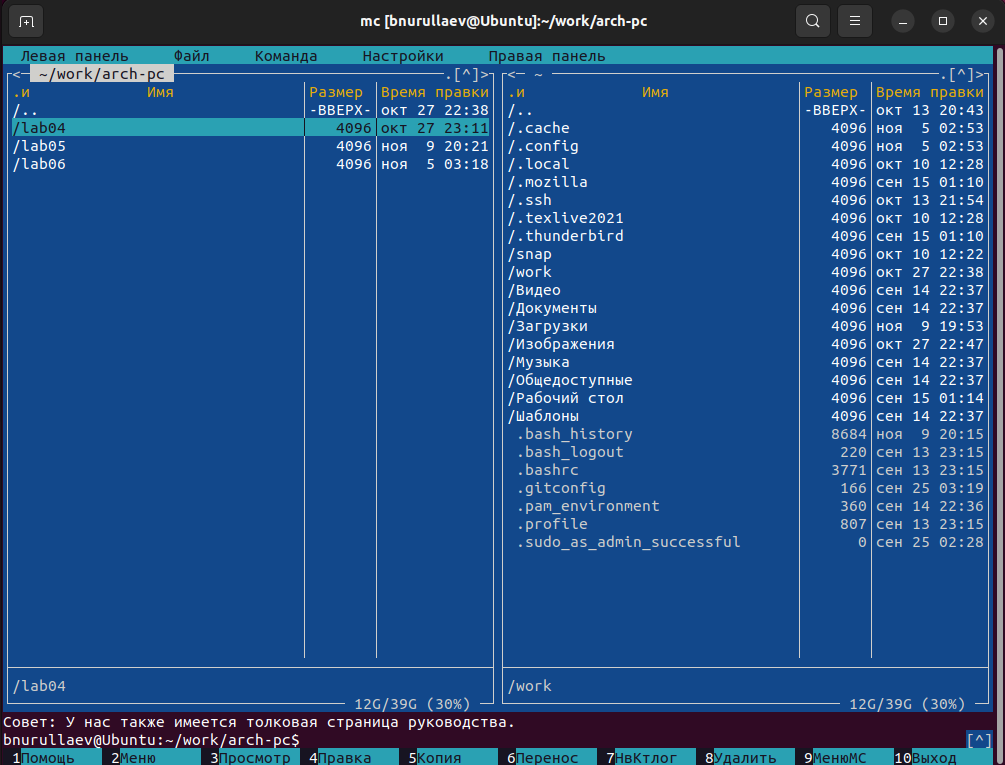 mc [bnurullaev@Ubuntu]:~/work/arch-pc
Левая панель Файл Команда Настройки Правая панель
<─ ~/work/arch-pc ─.[^]>
.и Имя Размер Время правки
/.. -ВВЕРХ- окт 27 22:38
/lab04 4096 окт 27 23:11
/lab05 4096 ноя 9 20:21
/lab06 4096 ноя 5 03:18
/lab04
12G/39G (30%)
<─ ~ ─.[^]>
.и Имя Размер Время правки
/.. -ВВЕРХ- окт 13 20:43
/.cache 4096 ноя 5 02:53
/.config 4096 ноя 5 02:53
/.local 4096 окт 10 12:28
/.mozilla 4096 сен 15 01:10
/.ssh 4096 окт 13 21:54
/.texlive2021 4096 окт 10 12:28
/.thunderbird 4096 сен 15 01:10
/snap 4096 окт 10 12:22
/work 4096 окт 27 22:38
/Видео 4096 сен 14 22:37
/Документы 4096 сен 14 22:37
/Загрузки 4096 ноя 9 19:53
/Изображения 4096 окт 27 22:47
/Музыка 4096 сен 14 22:37
/Общедоступные 4096 сен 14 22:37
/Рабочий стол 4096 сен 15 01:14
/Шаблоны 4096 сен 14 22:37
.bash_history 8684 ноя 9 20:15
.bash_logout 220 сен 13 23:15
.bashrc 3771 сен 13 23:15
.gitconfig 166 сен 25 03:19
.pam_environment 360 сен 14 22:36
.profile 807 сен 13 23:15
.sudo_as_admin_successful 0 сен 25 02:28
/work
12G/39G (30%)
Совет: У нас также имеется толковая страница руководства.
bnurullaev@Ubuntu:~/work/arch-pc$ [^]
1Помощь 2Меню 3Просмотр 4Правка 5Копия 6Перенос 7НвКтлог 8Удалить 9МенюМС 10Выход